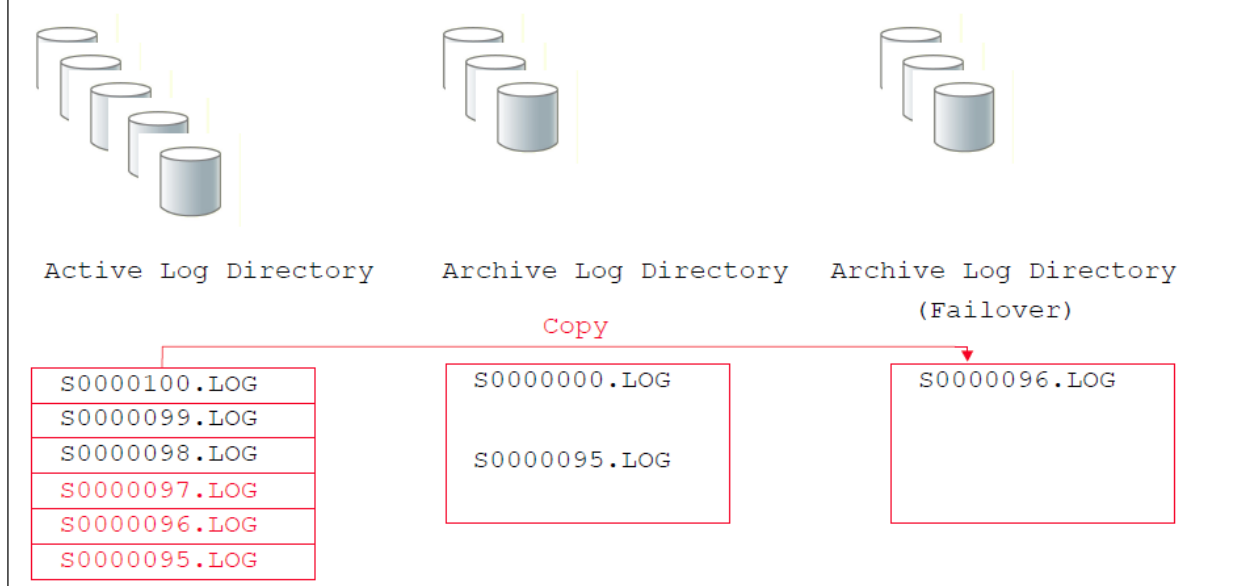 Active Log Directory
Archive Log Directory
Archive Log Directory
(Failover)
Copy
S0000100.LOG
S0000099.LOG
S0000098.LOG
S0000097.LOG
S0000096.LOG
S0000095.LOG
S0000000.LOG
S0000095.LOG
S0000096.LOG